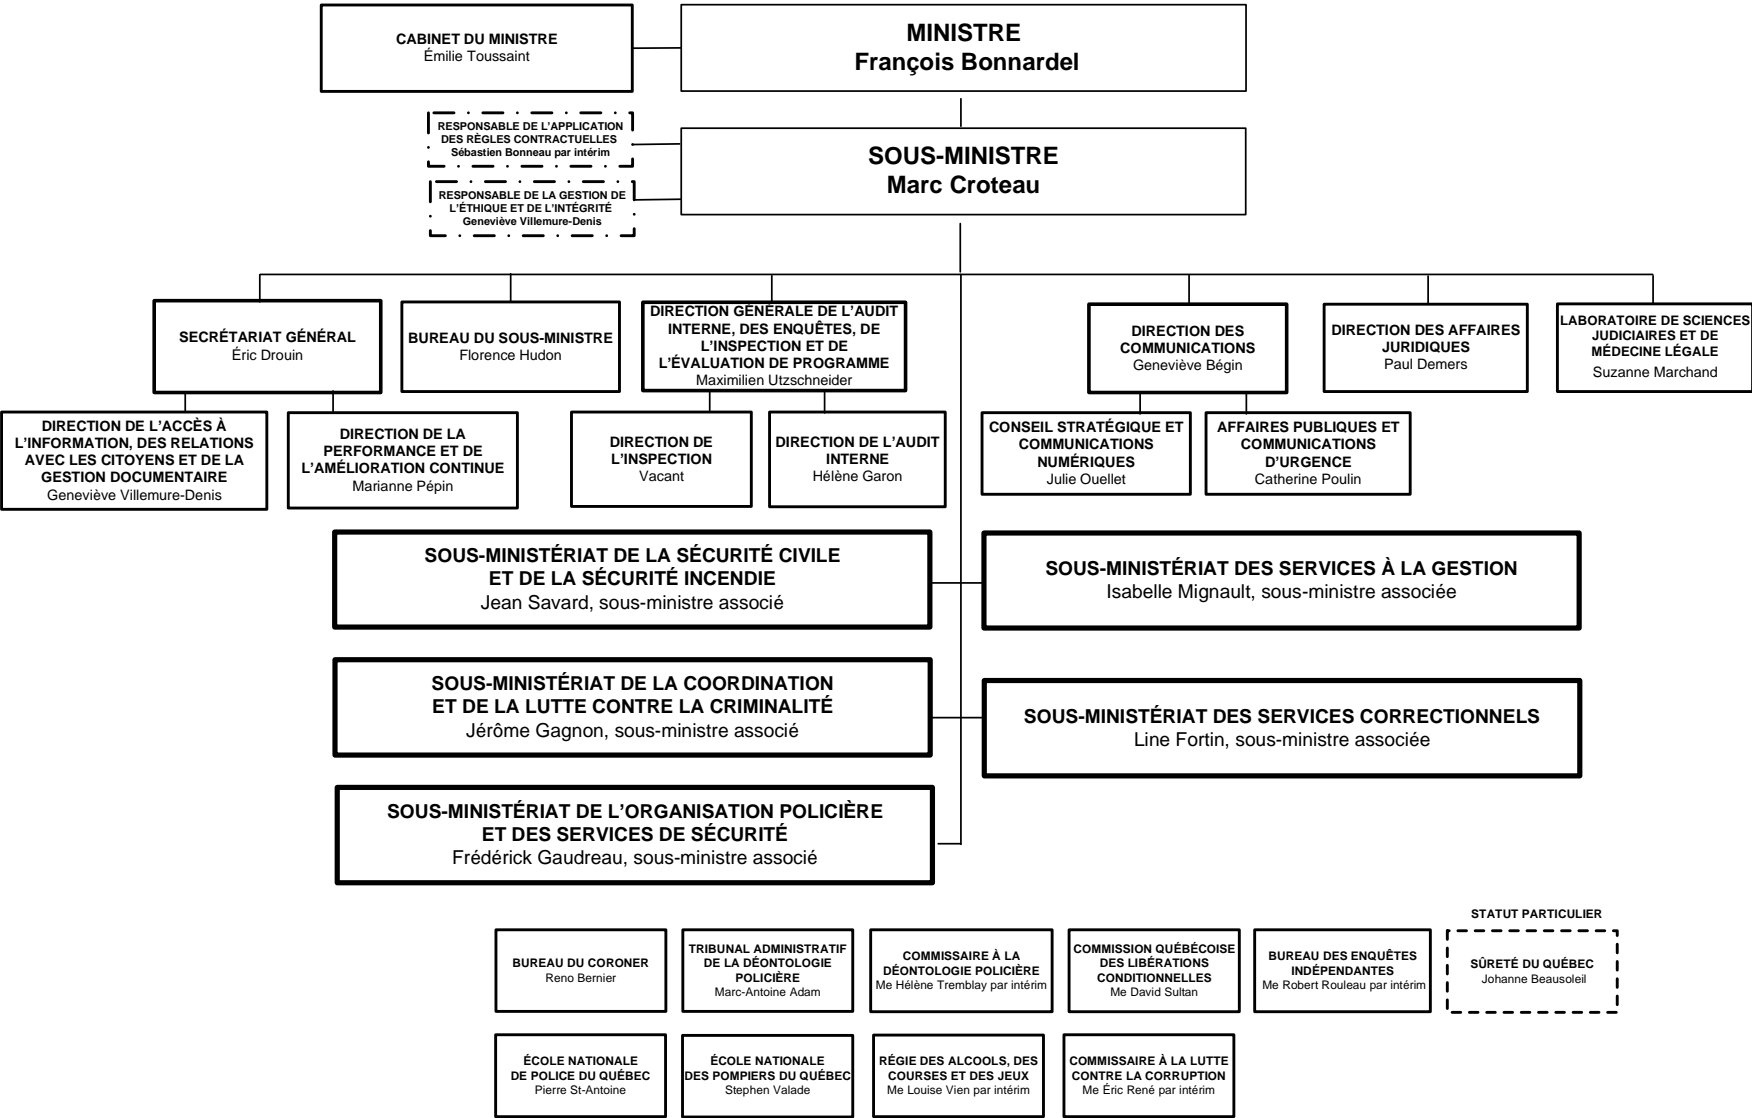 CABINET DU MINISTRE
Émilie Toussaint
MINISTRE
François Bonnardel
RESPONSABLE DE L'APPLICATION
DES RÈGLES CONTRACTUELLES
Sébastien Bonneau par intérim
SOUS-MINISTRE
Marc Croteau
RESPONSABLE DE LA GESTION DE
L'ÉTHIQUE ET DE L'INTÉGRITÉ
Geneviève Villemure-Denis
SECRÉTARIAT GÉNÉRAL
Éric Drouin
BUREAU DU SOUS-MINISTRE
Florence Hudon
DIRECTION GÉNÉRALE DE L'AUDIT
INTERNE, DES ENQUÊTES, DE
L'INSPECTION ET DE
L'ÉVALUATION DE PROGRAMME
Maximilien Utzschneider
DIRECTION DES
COMMUNICATIONS
Geneviève Bégin
DIRECTION DES AFFAIRES
JURIDIQUES
Paul Demers
LABORATOIRE DE SCIENCES
JUDICIAIRES ET DE
MÉDECINE LÉGALE
Suzanne Marchand
DIRECTION DE L'ACCÈS À
L'INFORMATION, DES RELATIONS
AVEC LES CITOYENS ET DE LA
GESTION DOCUMENTAIRE
Geneviève Villemure-Denis
DIRECTION DE LA
PERFORMANCE ET DE
L'AMÉLIORATION CONTINUE
Marianne Pépin
DIRECTION DE
L'INSPECTION
Vacant
DIRECTION DE L'AUDIT
INTERNE
Hélène Garon
CONSEIL STRATÉGIQUE ET
COMMUNICATIONS
NUMÉRIQUES
Julie Ouellet
AFFAIRES PUBLIQUES ET
COMMUNICATIONS
D'URGENCE
Catherine Poulin
SOUS-MINISTÉRIAT DE LA SÉCURITÉ CIVILE
ET DE LA SÉCURITÉ INCENDIE
Jean Savard, sous-ministre associé
SOUS-MINISTÉRIAT DES SERVICES À LA GESTION
Isabelle Mignault, sous-ministre associée
SOUS-MINISTÉRIAT DE LA COORDINATION
ET DE LA LUTTE CONTRE LA CRIMINALITÉ
Jérôme Gagnon, sous-ministre associé
SOUS-MINISTÉRIAT DES SERVICES CORRECTIONNELS
Line Fortin, sous-ministre associée
SOUS-MINISTÉRIAT DE L'ORGANISATION POLICIÈRE
ET DES SERVICES DE SÉCURITÉ
Frédérick Gaudreau, sous-ministre associé
STATUT PARTICULIER
BUREAU DU CORONER
Reno Bernier
TRIBUNAL ADMINISTRATIF
DE LA DÉONTOLOGIE
POLICIÈRE
Marc-Antoine Adam
COMMISSAIRE À LA
DÉONTOLOGIE POLICIÈRE
Me Hélène Tremblay par intérim
COMMISSION QUÉBÉCOISE
DES LIBÉRATIONS
CONDITIONNELLES
Me David Sultan
BUREAU DES ENQUÊTES
INDÉPENDANTES
Me Robert Rouleau par intérim
SÛRETÉ DU QUÉBEC
Johanne Beausoleil
ÉCOLE NATIONALE
DE POLICE DU QUÉBEC
Pierre St-Antoine
ÉCOLE NATIONALE
DES POMPIERS DU QUÉBEC
Stephen Valade
RÉGIE DES ALCOOLS, DES
COURSES ET DES JEUX
Me Louise Vien par intérim
COMMISSAIRE À LA LUTTE
CONTRE LA CORRUPTION
Me Éric René par intérim